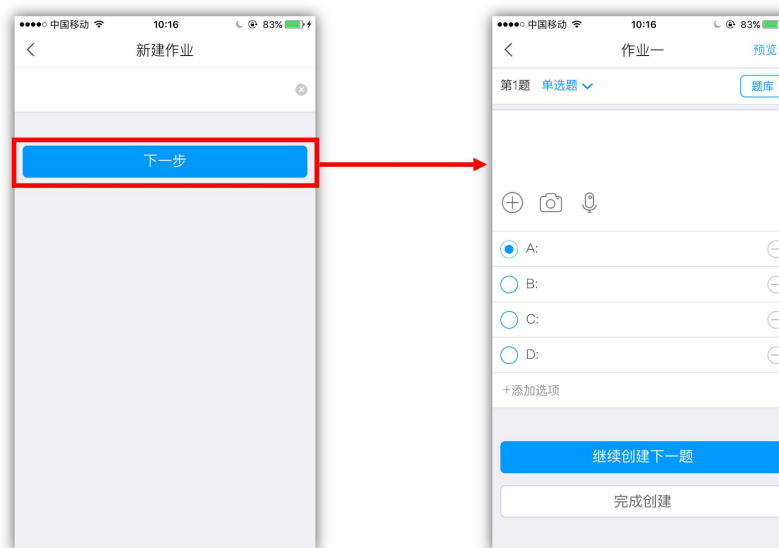 中国移动 10:16 83%
新建作业
下一步
中国移动 10:16 83%
作业一 预览
第1题 单选题 题库
A:
B:
C:
D:
+添加选项
继续创建下一题
完成创建